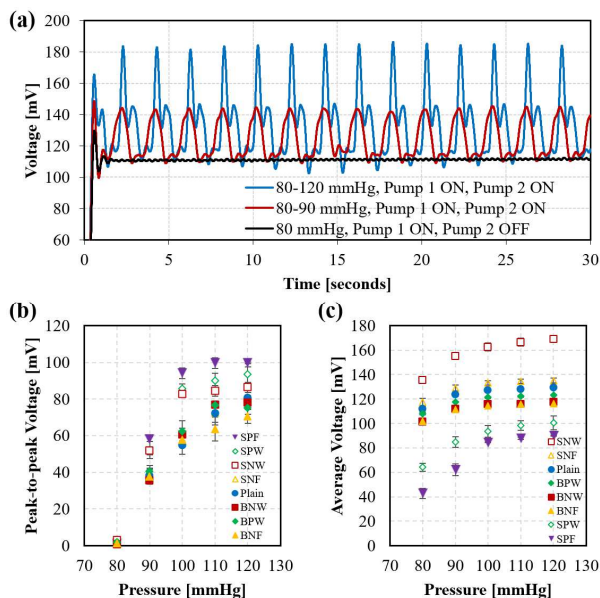 (a)
200
180
160
140
120
100
80
60
Voltage [mV]
80-120 mmHg, Pump 1 ON, Pump 2 ON
80-90 mmHg, Pump 1 ON, Pump 2 ON
80 mmHg, Pump 1 ON, Pump 2 OFF
0 5 10 15 20 25 30
Time [seconds]
(b)
120
100
80
60
40
20
0
Peak-to-peak Voltage [mV]
SPF
SPW
SNW
SNF
Plain
BNW
BPW
BNF
70 80 90 100 110 120 130
Pressure [mmHg]
(c)
180
160
140
120
100
80
60
40
20
0
Average Voltage [mV]
SNW
SNF
Plain
BPW
BNW
BNF
SPW
SPF
70 80 90 100 110 120 130
Pressure [mmHg]